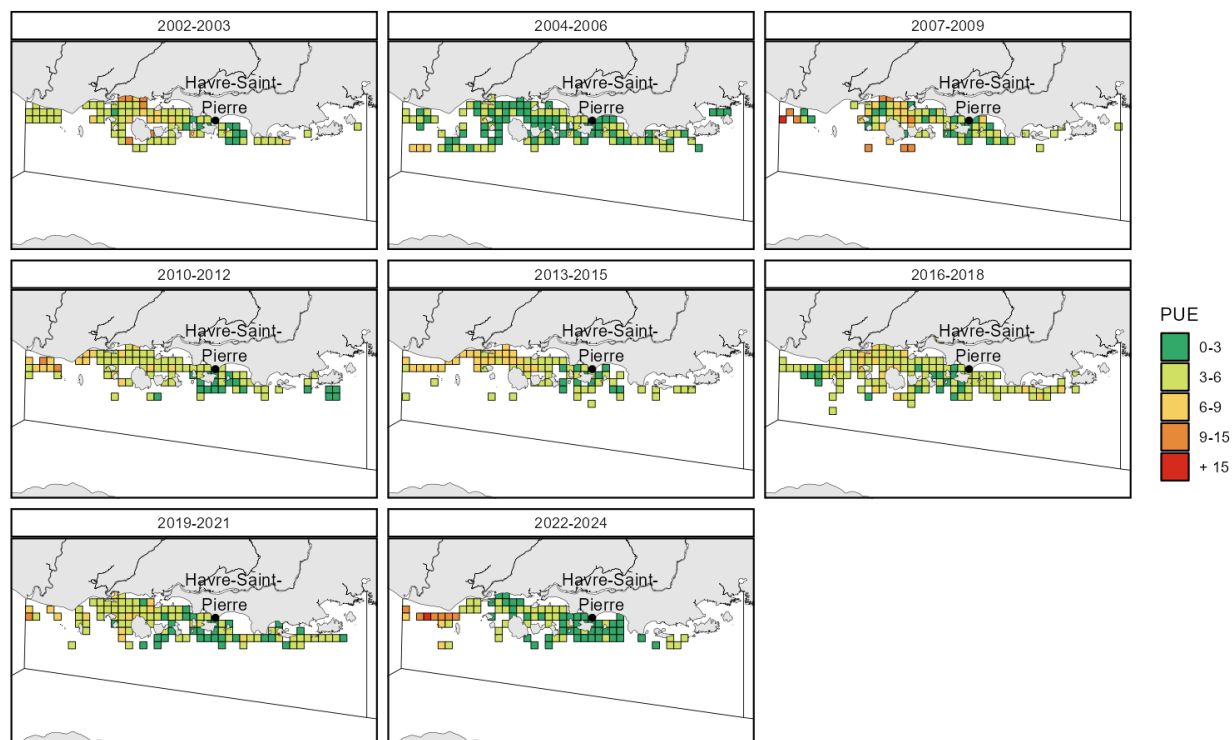 2002-2003
2004-2006
2007-2009
Havre-Saint-
Pierre
Havre-Saint-
Pierre
Havre-Saint-
Pierre
2010-2012
2013-2015
2016-2018
Havre-Saint-
Pierre
Havre-Saint-
Pierre
Havre-Saint-
Pierre
PUE
0-3
3-6
6-9
9-15
+ 15
2019-2021
2022-2024
Havre-Saint-
Pierre
Havre-Saint-
Pierre